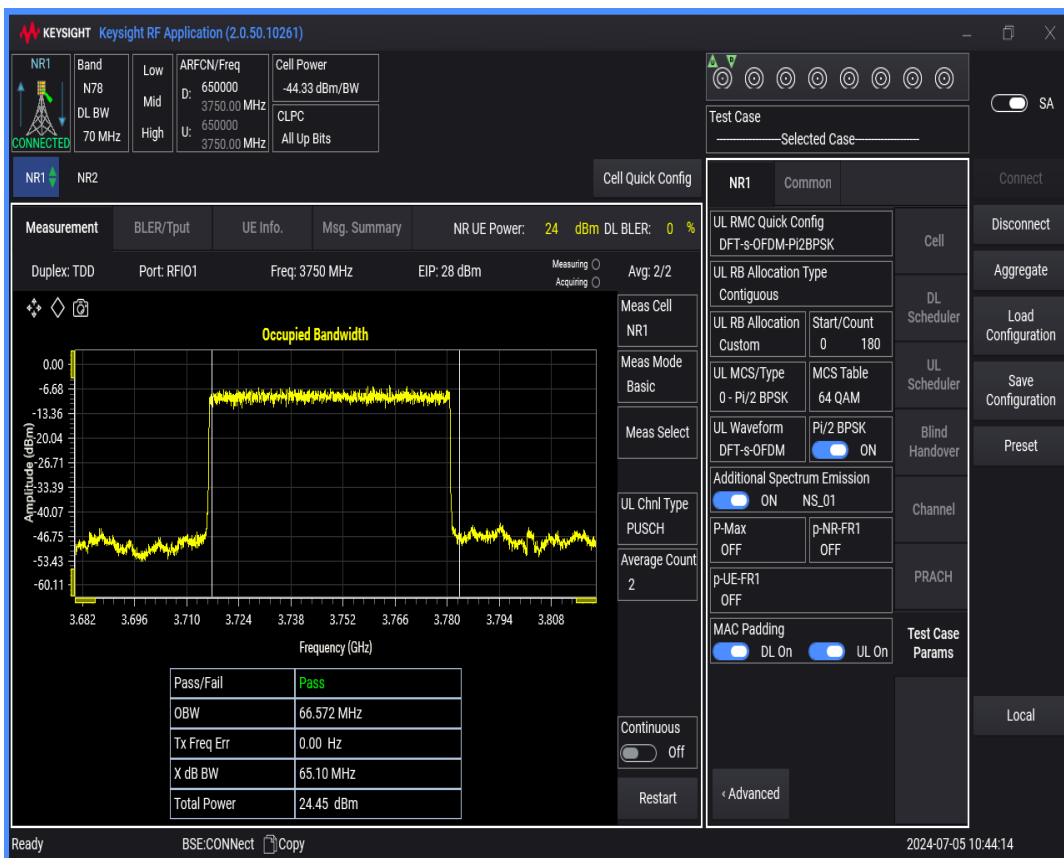 KEYSIGHT Keysight RF Application (2.0.50.10261)
NR1
CONNECTED
Band
N78
DL BW
70 MHz
Low
Mid
High
ARFCN/Freq
D: 650000
3750.00 MHz
U: 650000
3750.00 MHz
Cell Power
-44.33 dBm/BW
CLPC
All Up Bits
Test Case
Selected Case
SA
NR1 NR2
Cell Quick Config
Measurement BLER/Tput UE Info. Msg. Summary NR UE Power: 24 dBm DL BLER: 0 %
Duplex: TDD Port: RFIO1 Freq: 3750 MHz EIP: 28 dBm Measuring Acquiring Avg: 2/2
Occupied Bandwidth
Amplitude (dBm)
0.00
-6.68
-13.36
-20.04
-26.71
-33.39
-40.07
-46.75
-53.43
-60.11
3.682 3.696 3.710 3.724 3.738 3.752 3.766 3.780 3.794 3.808
Frequency (GHz)
Pass/Fail Pass
OBW 66.572 MHz
Tx Freq Err 0.00 Hz
X dB BW 65.10 MHz
Total Power 24.45 dBm
Meas Cell
NR1
Meas Mode
Basic
Meas Select
UL Chnl Type
PUSCH
Average Count
2
Continuous
Off
Restart
NR1 Common
UL RMC Quick Config
DFT-s-OFDM-Pi2BPSK
UL RB Allocation Type
Contiguous
UL RB Allocation Start/Count
Custom 0 180
UL MCS/Type MCS Table
0 - Pi/2 BPSK 64 QAM
UL Waveform Pi/2 BPSK
DFT-s-OFDM ON
Additional Spectrum Emission
ON NS_01
P-Max p-NR-FR1
OFF OFF
p-UE-FR1
OFF
MAC Padding
DL On UL On
‹ Advanced
Cell
DL
Scheduler
UL
Scheduler
Blind
Handover
Channel
PRACH
Test Case
Params
Connect
Disconnect
Aggregate
Load
Configuration
Save
Configuration
Preset
Local
Ready BSE:CONNect Copy 2024-07-05 10:44:14